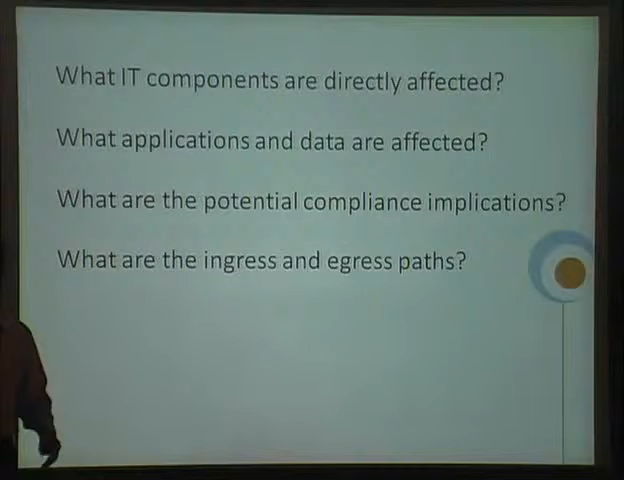 What IT components are directly affected?
What applications and data are affected?
What are the potential compliance implications?
What are the ingress and egress paths?